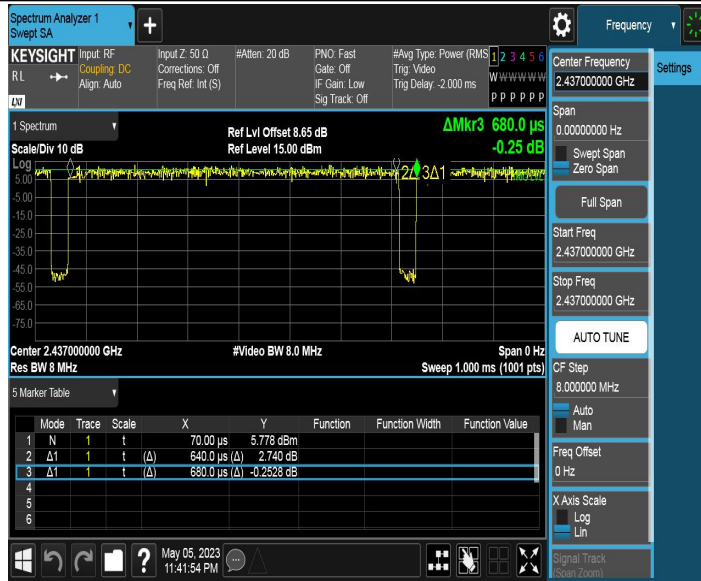 Spectrum Analyzer 1
Swept SA
Frequency
KEYSIGHT
RL
LXI
Input: RF
Coupling: DC
Align: Auto
Input Z: 50 Ω
Corrections: Off
Freq Ref: Int (S)
#Atten: 20 dB
PNO: Fast
Gate: Off
IF Gain: Low
Sig Track: Off
#Avg Type: Power (RMS
Trig: Video
Trig Delay: -2.000 ms
1 2 3 4 5 6
W W W W W W
P P P P P P
Center Frequency
2.437000000 GHz
Settings
Span
0.00000000 Hz
Swept Span
Zero Span
Full Span
Start Freq
2.437000000 GHz
Stop Freq
2.437000000 GHz
AUTO TUNE
CF Step
8.000000 MHz
Auto
Man
Freq Offset
0 Hz
X Axis Scale
Log
Lin
Signal Track
(Span Zoom)
1 Spectrum
Scale/Div 10 dB
Ref Lvl Offset 8.65 dB
Ref Level 15.00 dBm
ΔMkr3 680.0 µs
-0.25 dB
Log
5.00
-5.00
-15.0
-25.0
-35.0
-45.0
-55.0
-65.0
-75.0
2Δ 3Δ1
Center 2.437000000 GHz
#Video BW 8.0 MHz
Span 0 Hz
Res BW 8 MHz
Sweep 1.000 ms (1001 pts)
5 Marker Table
Mode Trace Scale X Y Function Function Width Function Value
1 N 1 t 70.00 µs 5.778 dBm
2 Δ1 1 t (Δ) 640.0 µs (Δ) 2.740 dB
3 Δ1 1 t (Δ) 680.0 µs (Δ) -0.2528 dB
4
5
6
May 05, 2023
11:41:54 PM